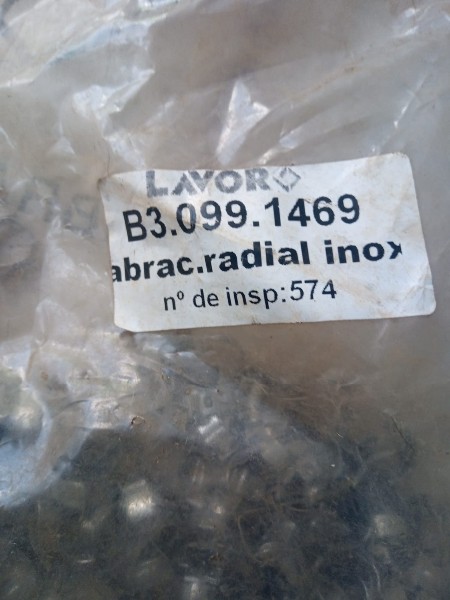 LAVOR
B3.099.1469
abrac.radial inox
nº de insp:574